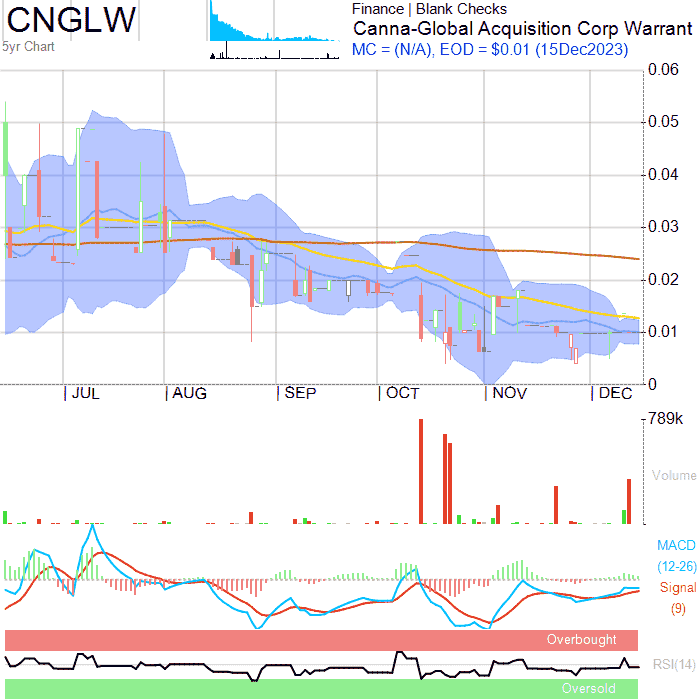 CNGLW
5yr Chart
Finance | Blank Checks
Canna-Global Acquisition Corp Warrant
MC = (N/A), EOD = $0.01 (15Dec2023)
0.06
0.05
0.04
0.03
0.02
0.01
0
JUL AUG SEP OCT NOV DEC
789k
Volume
MACD
(12-26)
Signal
(9)
Overbought
RSI(14)
Oversold